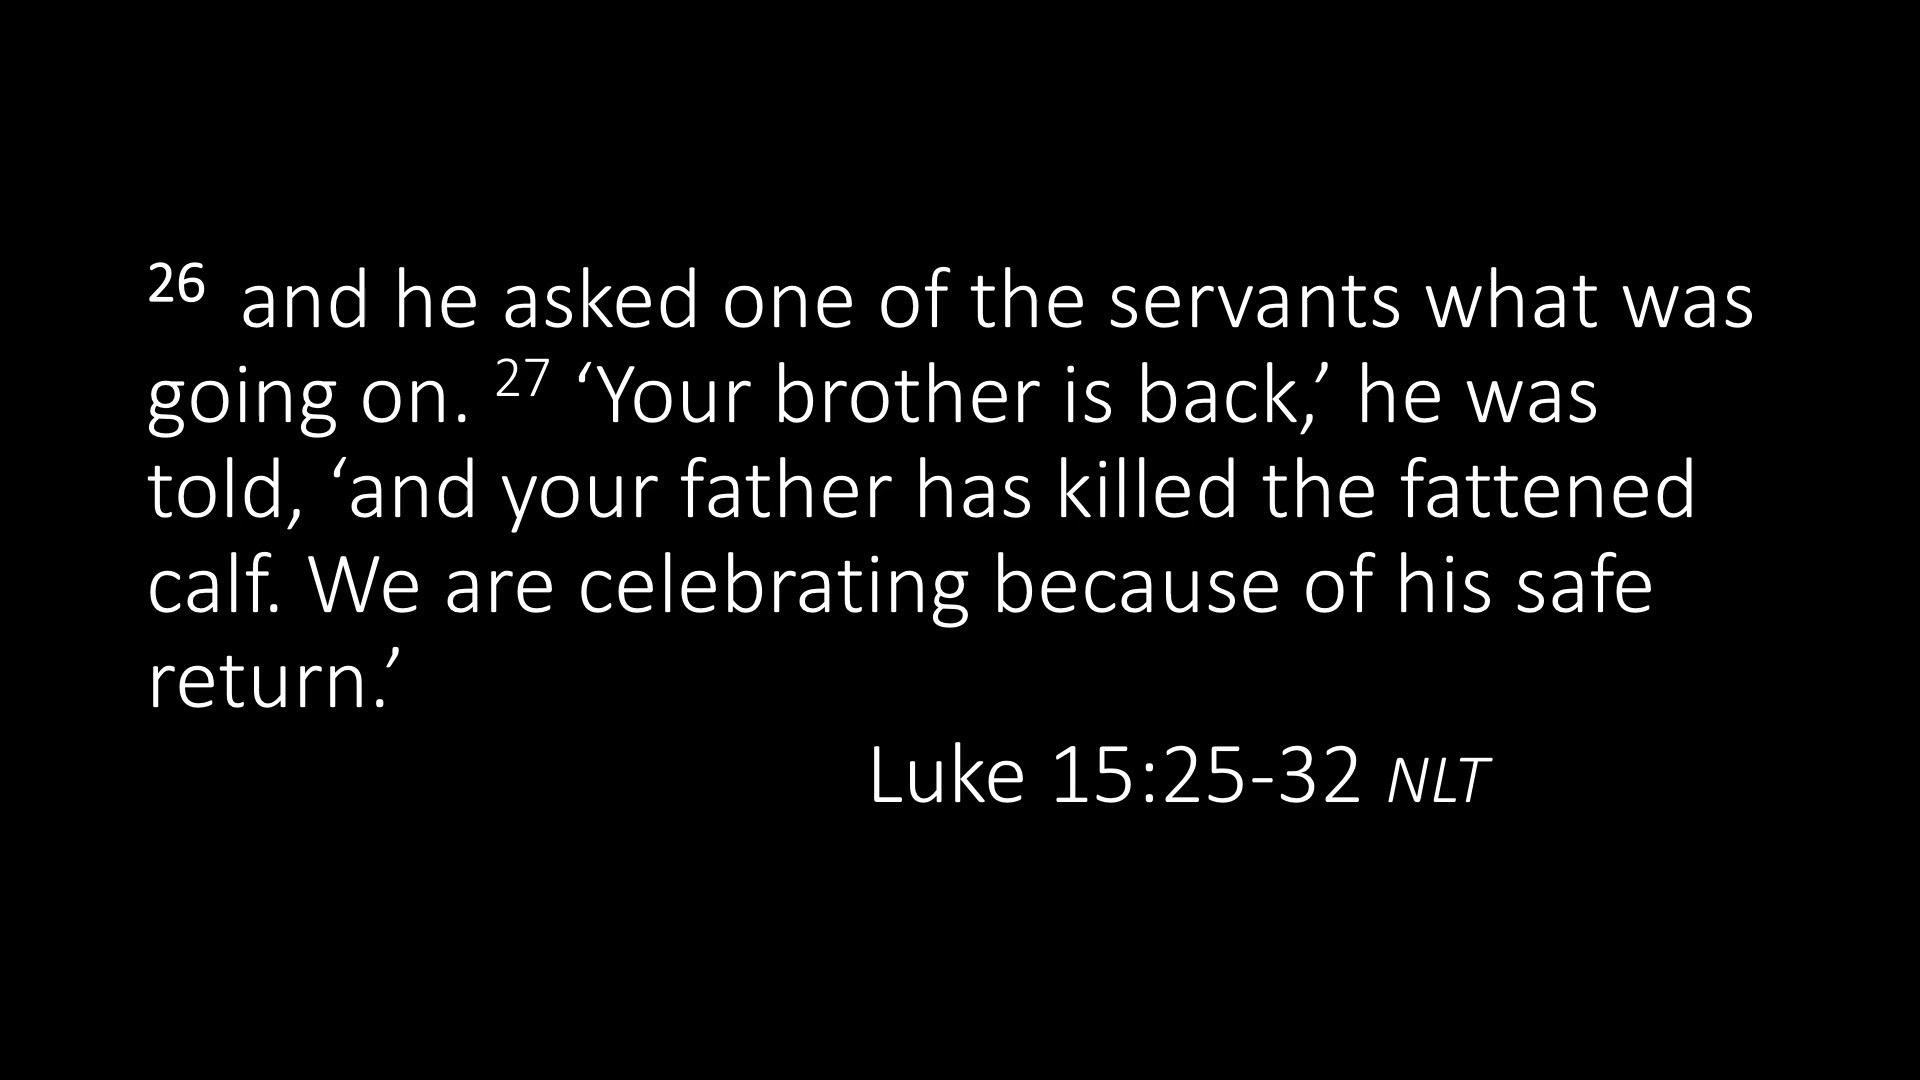 26 and he asked one of the servants what was
going on. 27 ‘Your brother is back,’ he was
told, ‘and your father has killed the fattened
calf. We are celebrating because of his safe
return.’
Luke 15:25-32 NLT